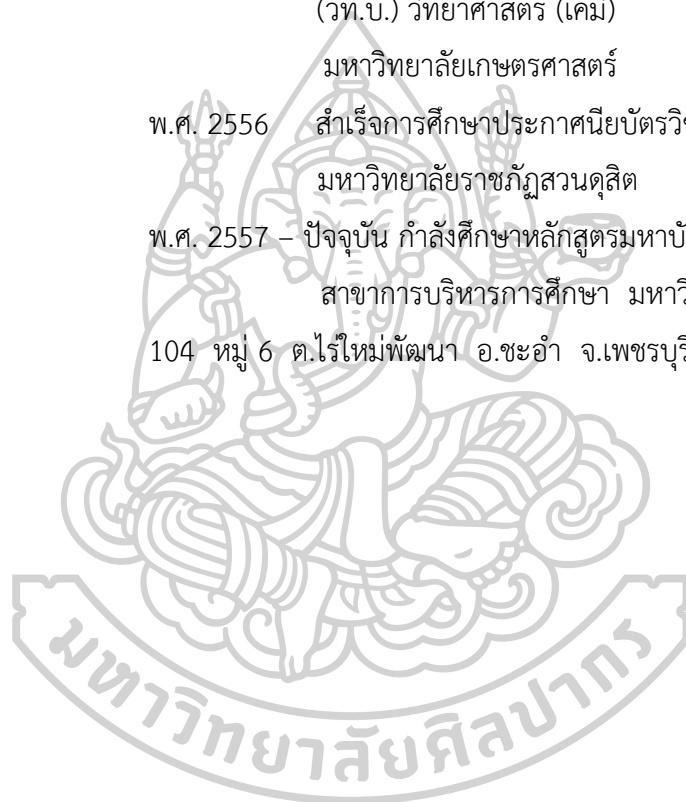 (วท.บ.) วิทยาศาสตร์ (เคมี)
มหาวิทยาลัยเกษตรศาสตร์
พ.ศ. 2556 สำเร็จการศึกษาประกาศนียบัตรวิช
มหาวิทยาลัยราชภัฏสวนดุสิต
พ.ศ. 2557 – ปัจจุบัน กำลังศึกษาหลักสูตรมหาบั
สาขาการบริหารการศึกษา มหาวิ
104 หมู่ 6 ต.ไร่ใหม่พัฒนา อ.ชะอำ จ.เพชรบุรี
มหาวิทยาลัยศิลปากร